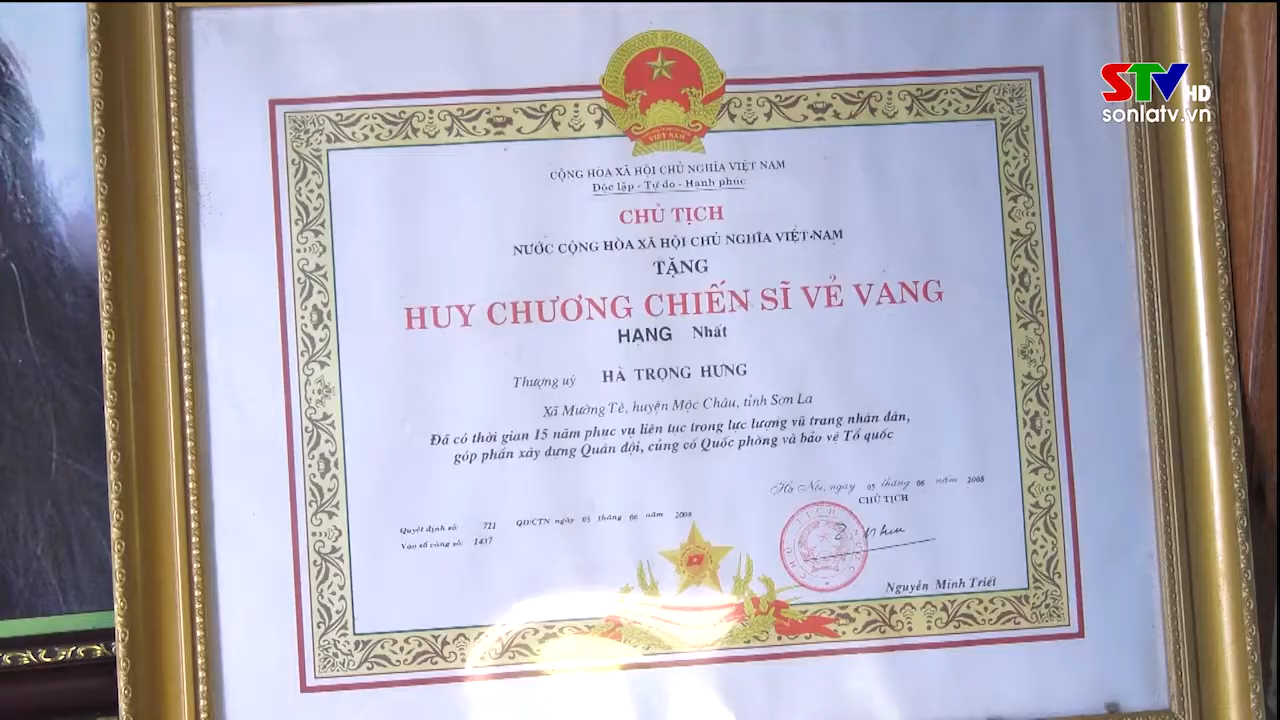 STV HD
sonlatv.vn
VIỆT NAM
CỘNG HÒA XÃ HỘI CHỦ NGHĨA VIỆT NAM
Độc lập - Tự do - Hạnh phúc
CHỦ TỊCH
NƯỚC CỘNG HÒA XÃ HỘI CHỦ NGHĨA VIỆT NAM
TẶNG
HUY CHƯƠNG CHIẾN SĨ VẺ VANG
HẠNG Nhất
Thượng uý HÀ TRỌNG HƯNG
Xã Mường Tè, huyện Mộc Châu, tỉnh Sơn La
Đã có thời gian 15 năm phục vụ liên tục trong lực lượng vũ trang nhân dân,
góp phần xây dựng Quân đội, củng cố Quốc phòng và bảo vệ Tổ quốc
Hà Nội, ngày 05 tháng 06 năm 2008
CHỦ TỊCH
Quyết định số: 721 QĐ/CTN ngày 05 tháng 06 năm 2008
Vào sổ vàng số: 1437
Nguyễn Minh Triết